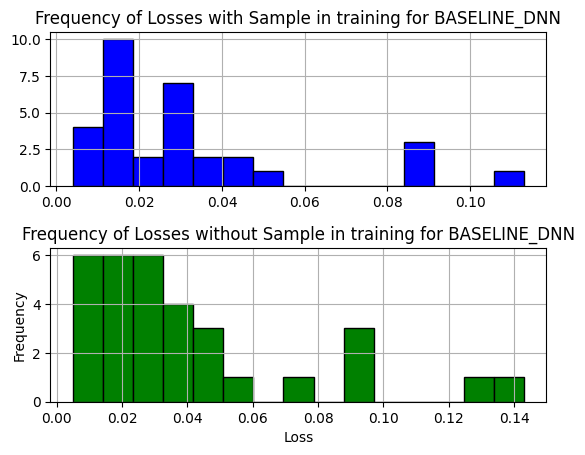 Frequency of Losses with Sample in training for BASELINE_DNN
10.0
7.5
5.0
2.5
0.0
0.00 0.02 0.04 0.06 0.08 0.10
Frequency of Losses without Sample in training for BASELINE_DNN
6
4
2
0
Frequency
0.00 0.02 0.04 0.06 0.08 0.10 0.12 0.14
Loss